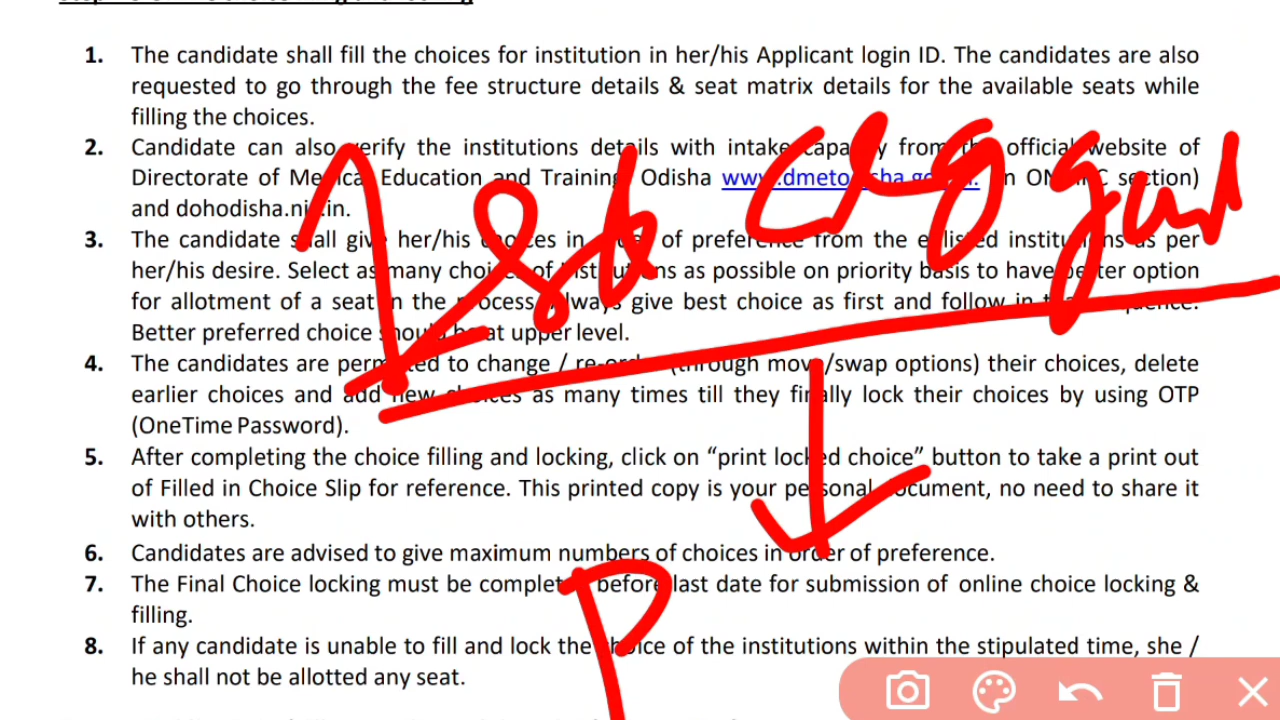 1. The candidate shall fill the choices for institution in her/his Applicant login ID. The candidates are also
requested to go through the fee structure details & seat matrix details for the available seats while
filling the choices.
2. Candidate can also verify the institutions details with intake capacity from the official website of
Directorate of Medical Education and Training, Odisha section)
and dohodisha.nic.in.
3. The candidate shall give her/his choices in order of preference from the enlisted institutions as per
her/his desire. Select as many choices of institutions as possible on priority basis to have better option
for allotment of a seat in the process. Always give best choice as first and follow in that sequence.
Better preferred choice should be at upper level.
4. The candidates are permitted to change / re-order (through move/swap options) their choices, delete
earlier choices and add new choices as many times till they finally lock their choices by using OTP
(OneTime Password).
5. After completing the choice filling and locking, click on “print locked choice” button to take a print out
of Filled in Choice Slip for reference. This printed copy is your personal document, no need to share it
with others.
6. Candidates are advised to give maximum numbers of choices in order of preference.
7. The Final Choice locking must be completed before last date for submission of online choice locking &
filling.
8. If any candidate is unable to fill and lock the choice of the institutions within the stipulated time, she /
he shall not be allotted any seat.
P